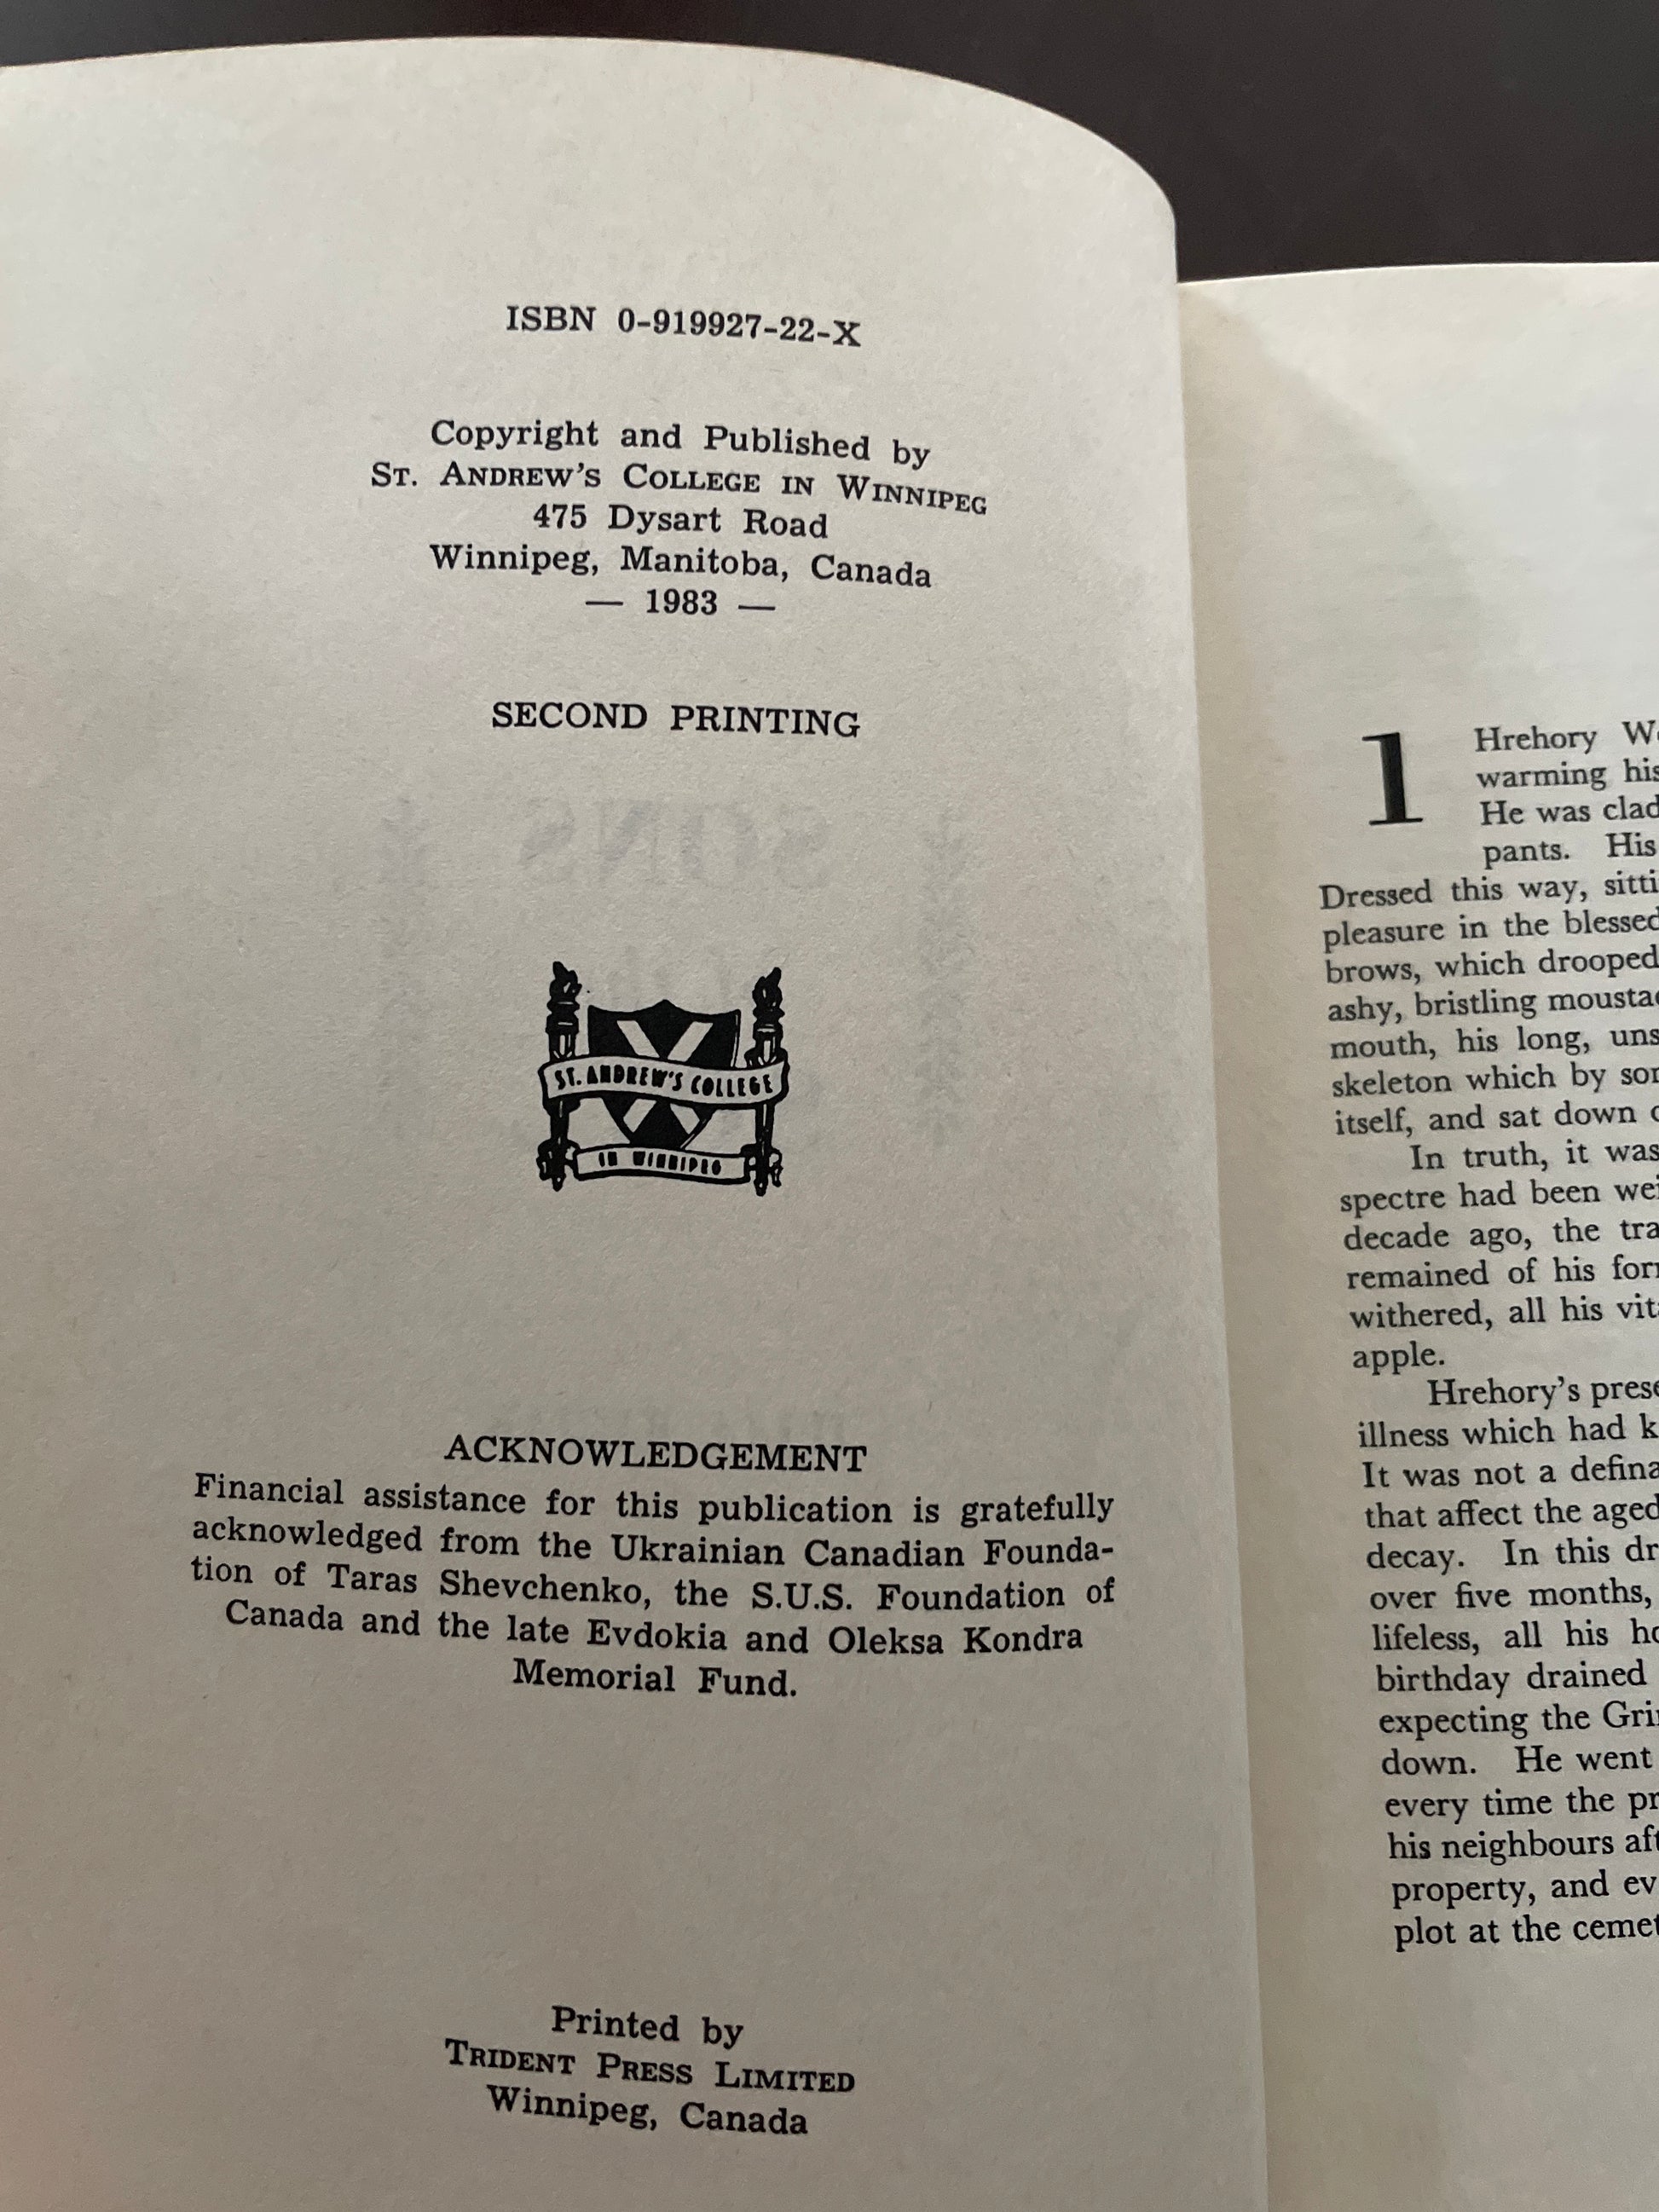 ISBN 0-919927-22-X
Copyright and Published by
ST. ANDREW'S COLLEGE IN WINNIPEG
475 Dysart Road
Winnipeg, Manitoba, Canada
— 1983 —
SECOND PRINTING
ST. ANDREW'S COLLEGE
IN WINNIPEG
ACKNOWLEDGEMENT
Financial assistance for this publication is gratefully
acknowledged from the Ukrainian Canadian Founda-
tion of Taras Shevchenko, the S.U.S. Foundation of
Canada and the late Evdokia and Oleksa Kondra
Memorial Fund.
Printed by
TRIDENT PRESS LIMITED
Winnipeg, Canada
1
Hrehory
warming his
He was clad
pants. His
Dressed this way,
pleasure in the blessed
brows, which drooped
ashy, bristling
mouth, his long,
skeleton which by
itself, and sat down
In truth, it was
spectre had been
decade ago, the
remained of his
withered, all his
apple.
Hrehory's
illness which had
It was not a
that affect the aged
decay. In this
over five months,
lifeless, all his
birthday drained
expecting the
down. He went
every time the
his neighbours
property, and
plot at the